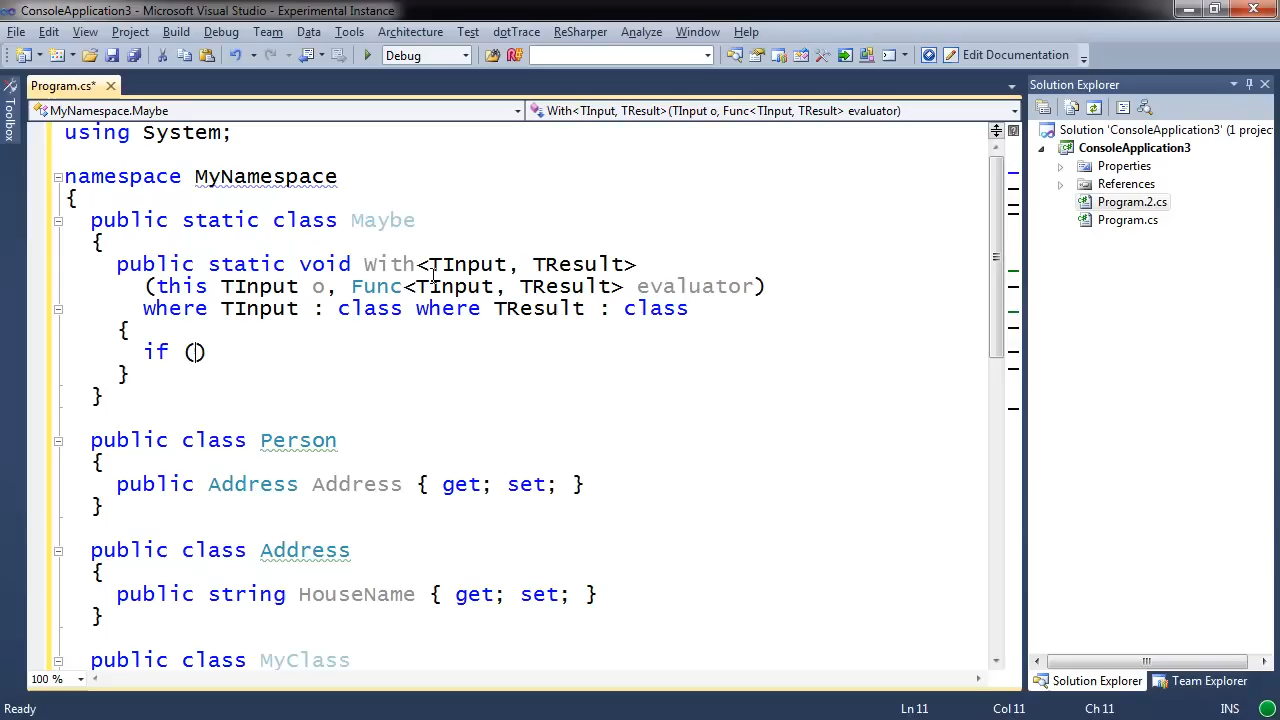 ConsoleApplication3 - Microsoft Visual Studio - Experimental Instance
File Edit View Project Build Debug Team Data Tools Architecture Test dotTrace ReSharper Analyze Window Help
Debug Edit Documentation
Toolbox
Program.cs*
MyNamespace.Maybe With<TInput, TResult>(TInput o, Func<TInput, TResult> evaluator)
using System;
namespace MyNamespace
{
public static class Maybe
{
public static void With<TInput, TResult>
(this TInput o, Func<TInput, TResult> evaluator)
where TInput : class where TResult : class
{
if ()
}
}
public class Person
{
public Address Address { get; set; }
}
public class Address
{
public string HouseName { get; set; }
}
public class MyClass
100 %
Solution Explorer
Solution 'ConsoleApplication3' (1 projec
ConsoleApplication3
Properties
References
Program.2.cs
Program.cs
Solution Explorer Team Explorer
Ln 11 Col 11 Ch 11 INS